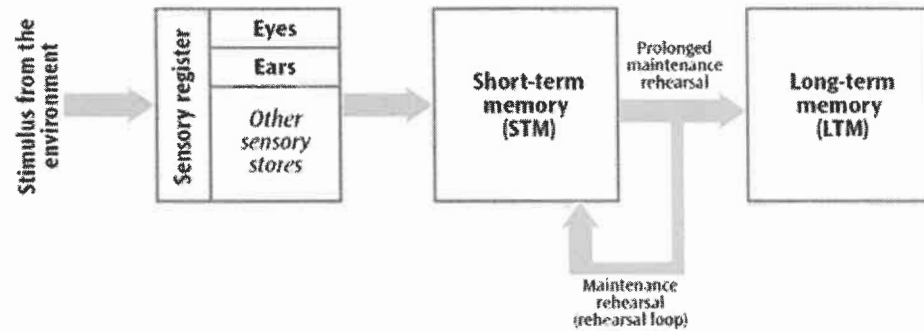 Stimulus from the
environment
Sensory register
Eyes
Ears
Other
sensory
stores
Short-term
memory
(STM)
Prolonged
maintenance
rehearsal
Long-term
memory
(LTM)
Maintenance
rehearsal
(rehearsal loop)